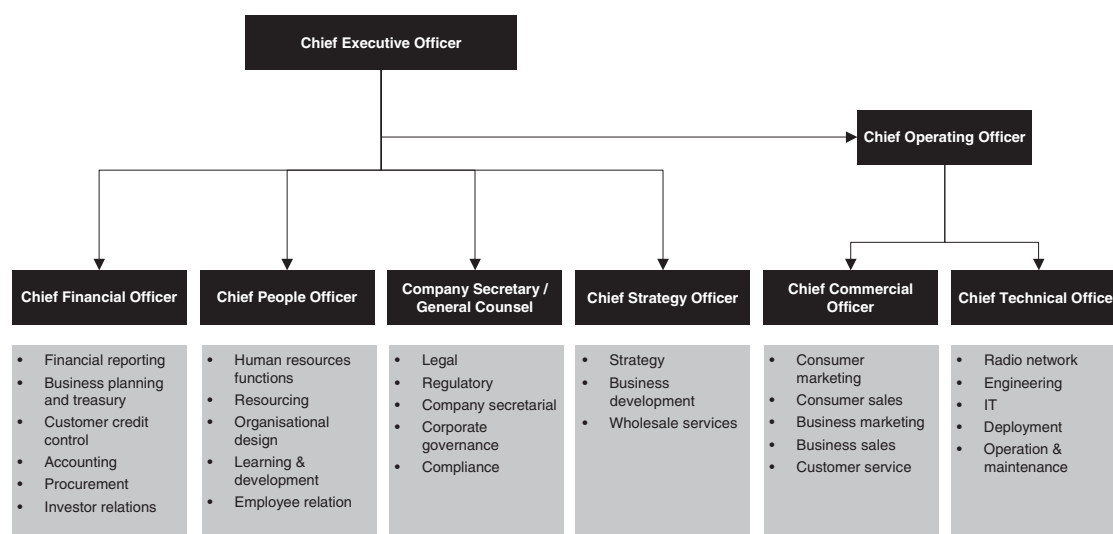 Chief Executive Officer
Chief Operating Officer
Chief Financial Officer
Chief People Officer
Company Secretary /
General Counsel
Chief Strategy Officer
Chief Commercial
Officer
Chief Technical Office
• Financial reporting
• Business planning
and treasury
• Customer credit
control
• Accounting
• Procurement
• Investor relations
• Human resources
functions
• Resourcing
• Organisational
design
• Learning &
development
• Employee relation
• Legal
• Regulatory
• Company secretarial
• Corporate
governance
• Compliance
• Strategy
• Business
development
• Wholesale services
• Consumer
marketing
• Consumer sales
• Business marketing
• Business sales
• Customer service
• Radio network
• Engineering
• IT
• Deployment
• Operation &
maintenance